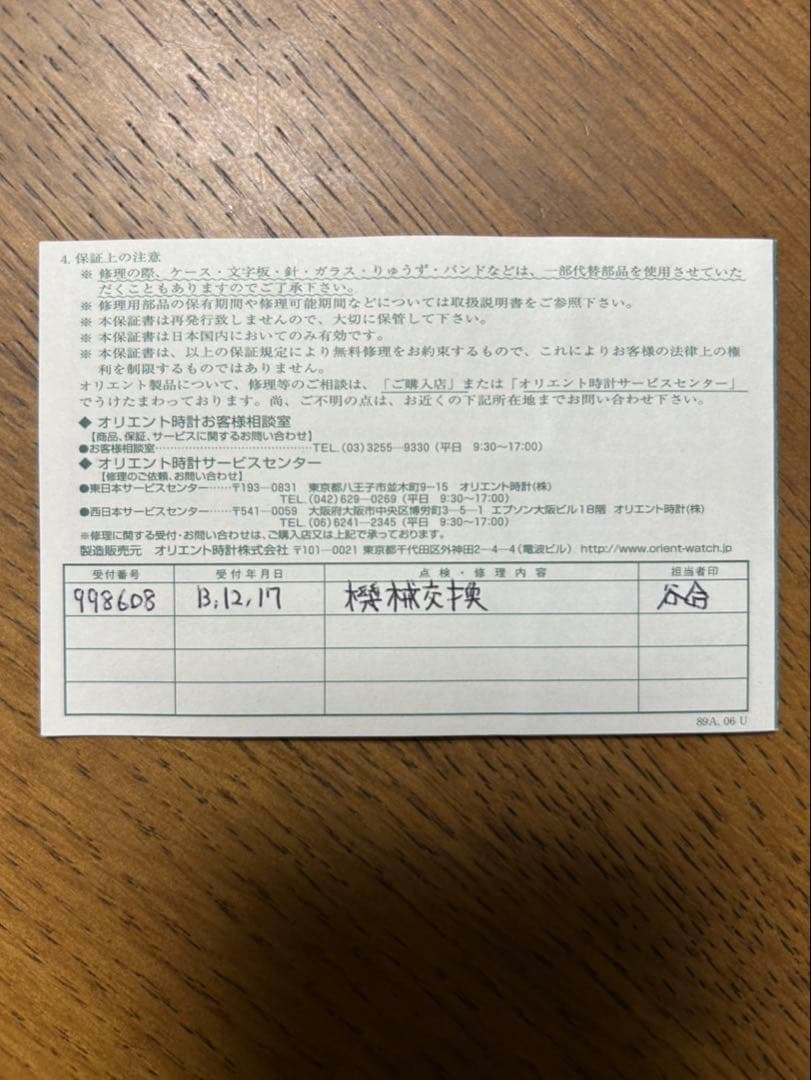 4. 保証上の注意
※ 修理の際、ケース・文字板・針・ガラス・りゅうず・バンドなどは、一部代替部品を使用させていた
だくこともありますのでご了承下さい。
※ 修理用部品の保有期間や修理可能期間などについては取扱説明書をご参照下さい。
※ 本保証書は再発行致しませんので、大切に保管して下さい。
※ 本保証書は日本国内においてのみ有効です。
※ 本保証書は、以上の保証規定により無料修理をお約束するもので、これによりお客様の法律上の権
利を制限するものではありません。
オリエント製品について、修理等のご相談は、「ご購入店」または「オリエント時計サービスセンター」
でうけたまわっております。尚、ご不明の点は、お近くの下記所在地までお問い合わせ下さい。
◆ オリエント時計お客様相談室
【商品、保証、サービスに関するお問い合わせ】
●お客様相談室……………………………………TEL.(03)3255―9330 (平日 9:30~17:00)
◆ オリエント時計サービスセンター
【修理のご依頼、お問い合わせ】
●東日本サービスセンター……〒193―0831 東京都八王子市並木町9―15 オリエント時計(株)
TEL.(042)629―0269 (平日 9:30~17:00)
●西日本サービスセンター……〒541―0059 大阪府大阪市中央区博労町3―5―1 エプソン大阪ビル18階 オリエント時計(株)
TEL.(06)6241―2345 (平日 9:30~17:00)
※修理に関する受付・お問い合わせは、ご購入店又は上記で承っております。
製造販売元 オリエント時計株式会社 〒101―0021 東京都千代田区外神田2―4―4(電波ビル) http://www.orient-watch.jp
受付番号 受付年月日 点検・修理内容 担当者印
998608 13,12,17 機械交換 谷合
89A. 06 U